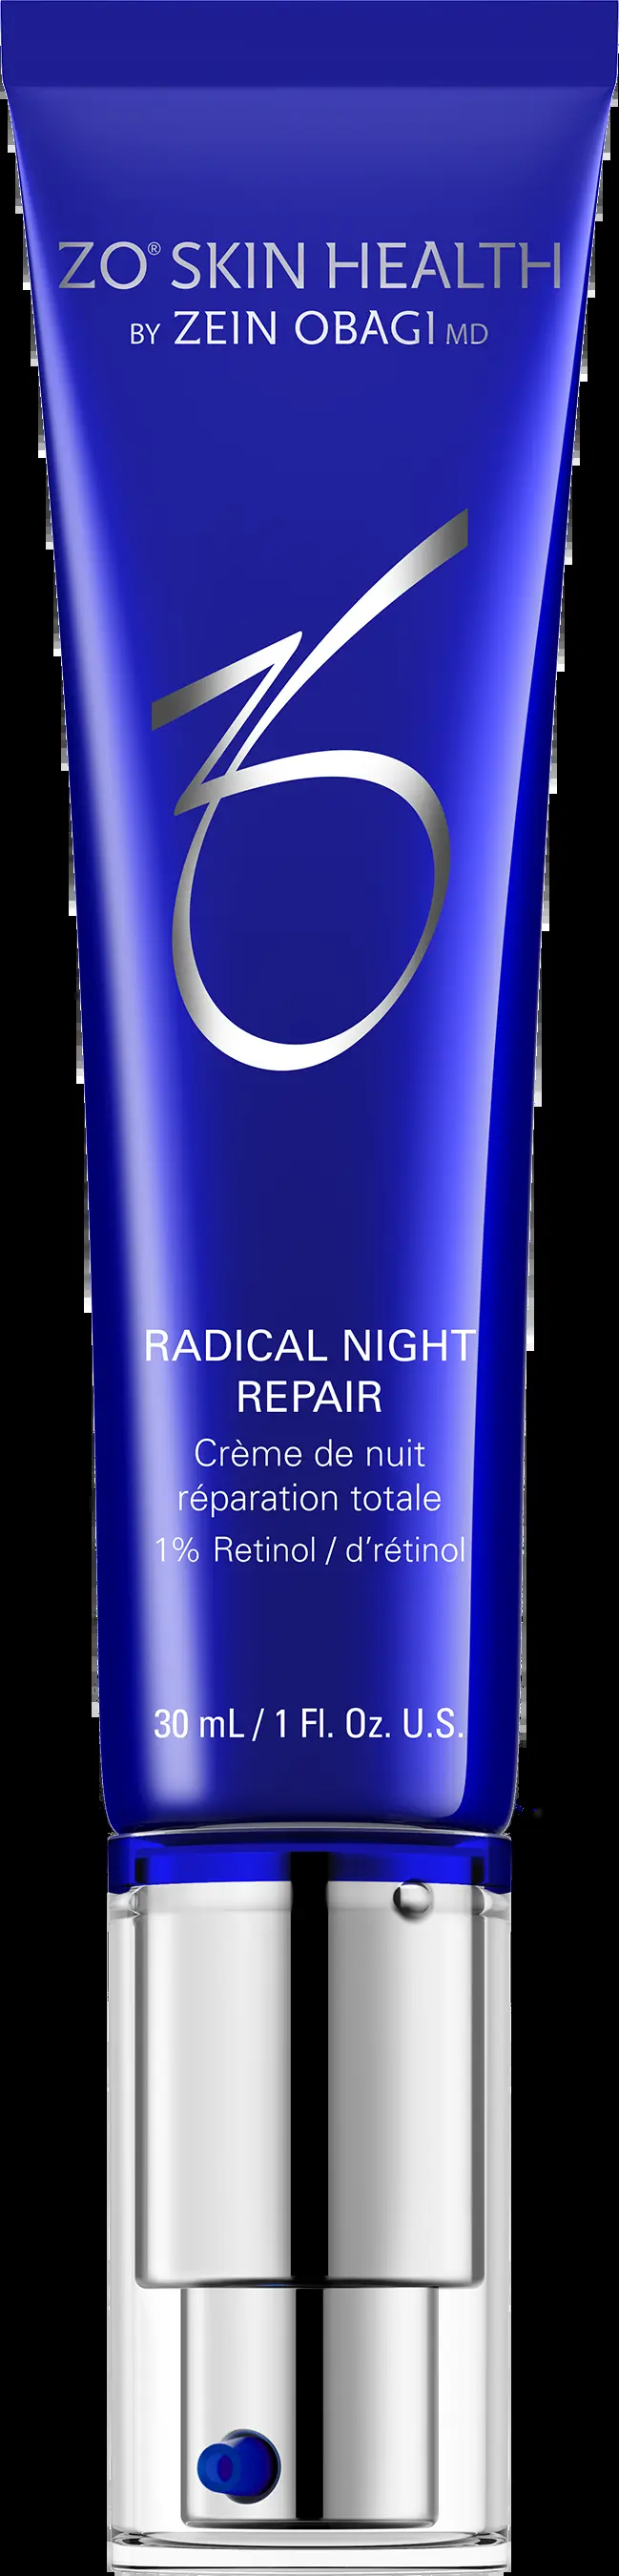 ZO® SKIN HEALTH
BY ZEIN OBAGI MD
RADICAL NIGHT
REPAIR
Crème de nuit
réparation totale
1% Retinol / d'rétinol
30 mL / 1 Fl. Oz. U.S.